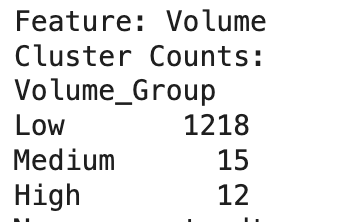 Feature: Volume
Cluster Counts:
Volume_Group
Low 1218
Medium 15
High 12